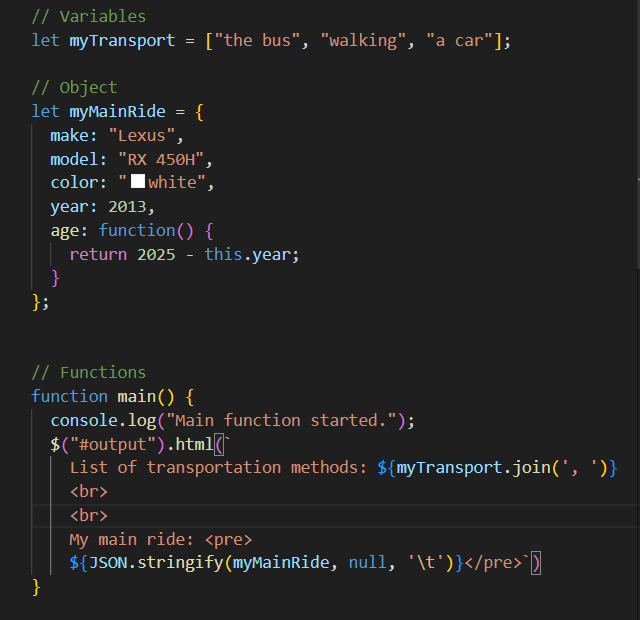 // Variables
let myTransport = ["the bus", "walking", "a car"];
// Object
let myMainRide = {
make: "Lexus",
model: "RX 450H",
color: "white",
year: 2013,
age: function() {
return 2025 - this.year;
}
};
// Functions
function main() {
console.log("Main function started.");
$("#output").html(`
List of transportation methods: ${myTransport.join(', ')}
<br>
<br>
My main ride: <pre>
${JSON.stringify(myMainRide, null, '\t')}</pre>`)
}